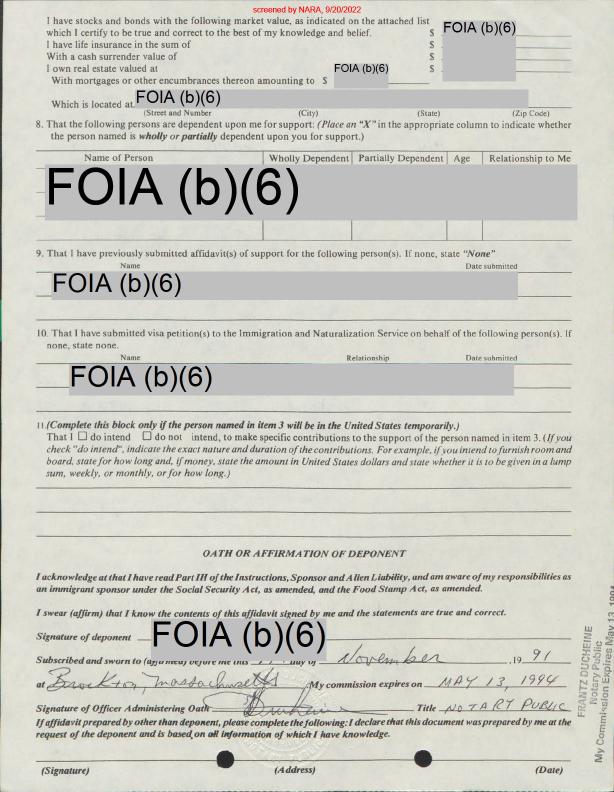 screened by NARA, 9/20/2022
I have stocks and bonds with the following market value, as indicated on the attached list
which I certify to be true and correct to the best of my knowledge and belief. $ FOIA (b)(6)
I have life insurance in the sum of $
With a cash surrender value of $
I own real estate valued at $
With mortgages or other encumbrances thereon amounting to $ FOIA (b)(6)
Which is located at FOIA (b)(6)
(Street and Number) (City) (State) (Zip Code)
8. That the following persons are dependent upon me for support: (Place an "X" in the appropriate column to indicate whether
the person named is wholly or partially dependent upon you for support.)
Name of Person Wholly Dependent Partially Dependent Age Relationship to Me
FOIA (b)(6)
9. That I have previously submitted affidavit(s) of support for the following person(s). If none, state "None"
Name Date submitted
FOIA (b)(6)
10. That I have submitted visa petition(s) to the Immigration and Naturalization Service on behalf of the following person(s). If
none, state none.
Name Relationship Date submitted
FOIA (b)(6)
11.(Complete this block only if the person named in item 3 will be in the United States temporarily.)
That I ☐ do intend ☐ do not intend, to make specific contributions to the support of the person named in item 3. (If you
check "do intend", indicate the exact nature and duration of the contributions. For example, if you intend to furnish room and
board, state for how long and, if money, state the amount in United States dollars and state whether it is to be given in a lump
sum, weekly, or monthly, or for how long.)
OATH OR AFFIRMATION OF DEPONENT
I acknowledge at that I have read Part III of the Instructions, Sponsor and Alien Liability, and am aware of my responsibilities as
an immigrant sponsor under the Social Security Act, as amended, and the Food Stamp Act, as amended.
I swear (affirm) that I know the contents of this affidavit signed by me and the statements are true and correct.
Signature of deponent FOIA (b)(6)
Subscribed and sworn to (affirmed) before me this day of November ,19 91
at Brockton, Massachusetts My commission expires on MAY 13, 1994
Signature of Officer Administering Oath Title NOTARY PUBLIC
If affidavit prepared by other than deponent, please complete the following: I declare that this document was prepared by me at the
request of the deponent and is based on all information of which I have knowledge.
(Signature) (Address) (Date)
FRANTZ DUCHEINE
Notary Public
My Commission Expires May 13, 1994